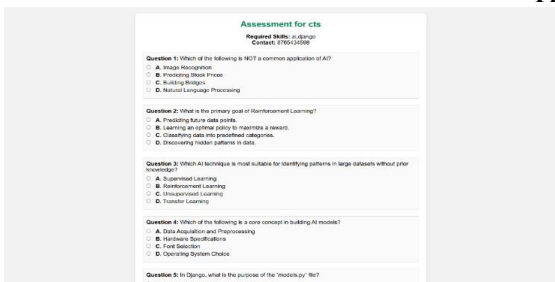 Assessment for cts
Required Skills: ai,django
Contact: 8765434598
Question 1: Which of the following is NOT a common application of AI?
A. Image Recognition
B. Predicting Stock Prices
C. Building Bridges
D. Natural Language Processing
Question 2: What is the primary goal of Reinforcement Learning?
A. Predicting future data points.
B. Learning an optimal policy to maximize a reward.
C. Classifying data into predefined categories.
D. Discovering hidden patterns in data.
Question 3: Which AI technique is most suitable for identifying patterns in large datasets without prior
knowledge?
A. Supervised Learning
B. Reinforcement Learning
C. Unsupervised Learning
D. Transfer Learning
Question 4: Which of the following is a core concept in building AI models?
A. Data Acquisition and Preprocessing
B. Hardware Specifications
C. Font Selection
D. Operating System Choice
Question 5: In Django, what is the purpose of the 'models.py' file?